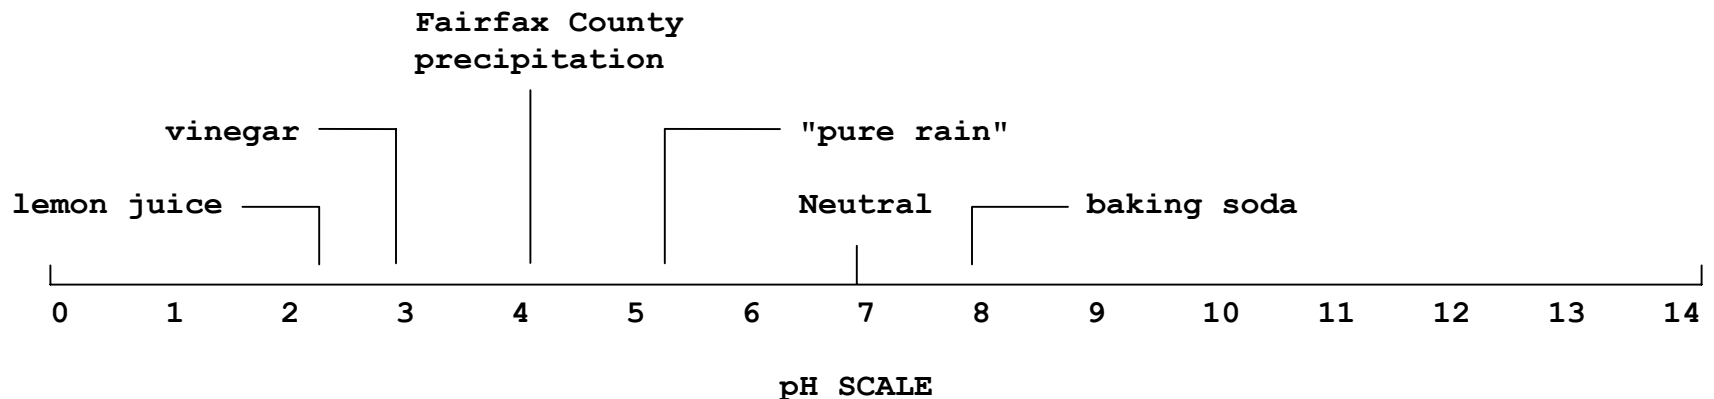 Fairfax County
precipitation
vinegar
"pure rain"
lemon juice
Neutral
baking soda
0 1 2 3 4 5 6 7 8 9 10 11 12 13 14
pH SCALE